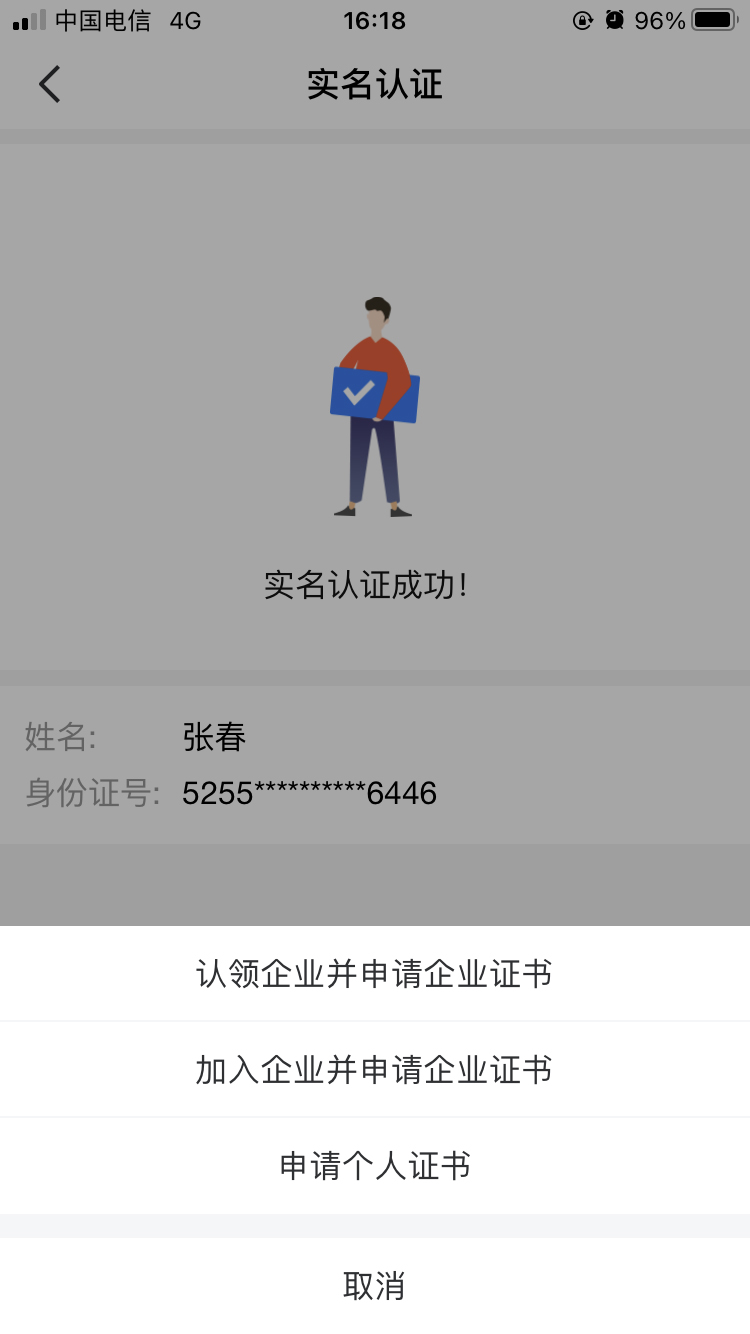 中国电信 4G 16:18 96%
实名认证
实名认证成功!
姓名: 张春
身份证号: 5255**********6446
认领企业并申请企业证书
加入企业并申请企业证书
申请个人证书
取消